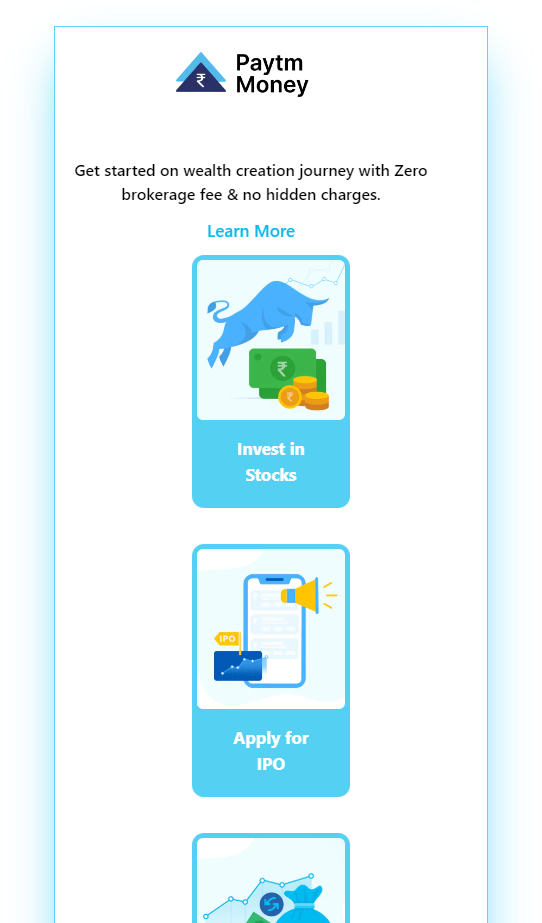 Paytm
Money
Get started on wealth creation journey with Zero
brokerage fee & no hidden charges.
Learn More
₹
₹
Invest in
Stocks
IPO
Apply for
IPO